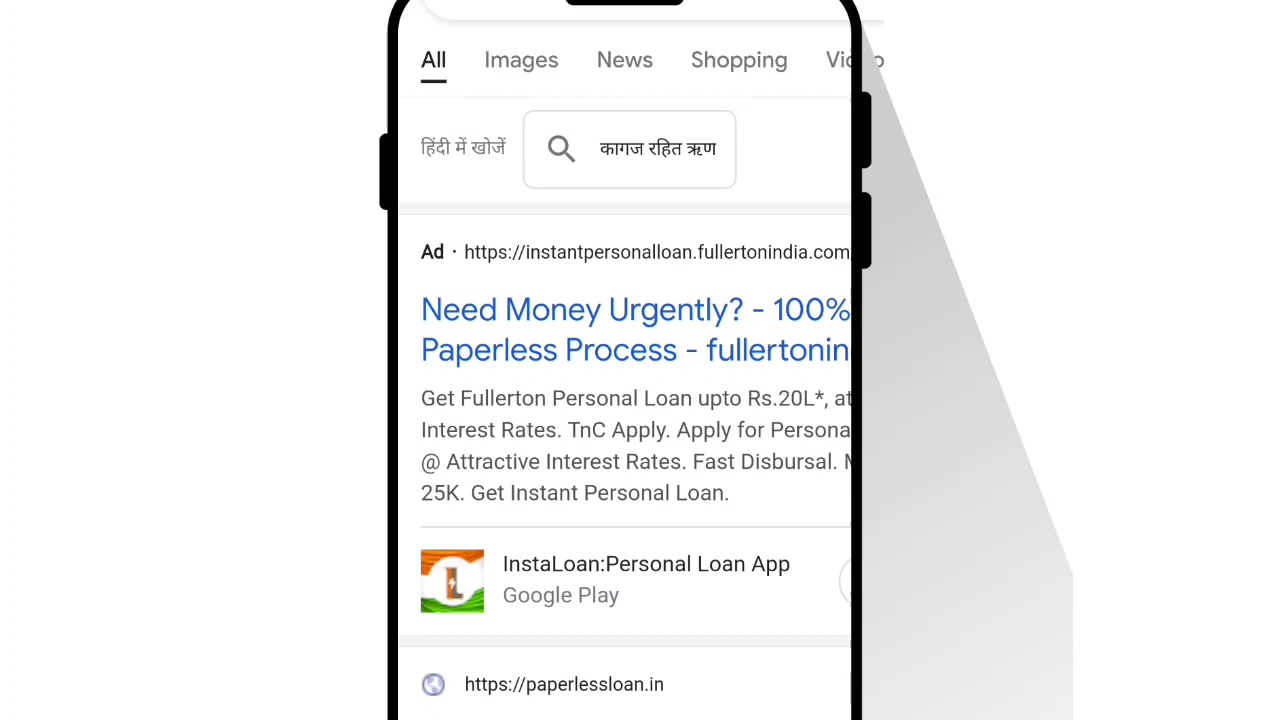 All Images News Shopping
हिंदी में खोजें कागज रहित ऋण
Ad · https://instantpersonalloan.fullertonindia.com
Need Money Urgently? - 100%
Paperless Process - fullertonin
Get Fullerton Personal Loan upto Rs.20L*, at
Interest Rates. TnC Apply. Apply for Persona
@ Attractive Interest Rates. Fast Disbursal.
25K. Get Instant Personal Loan.
InstaLoan:Personal Loan App
Google Play
https://paperlessloan.in